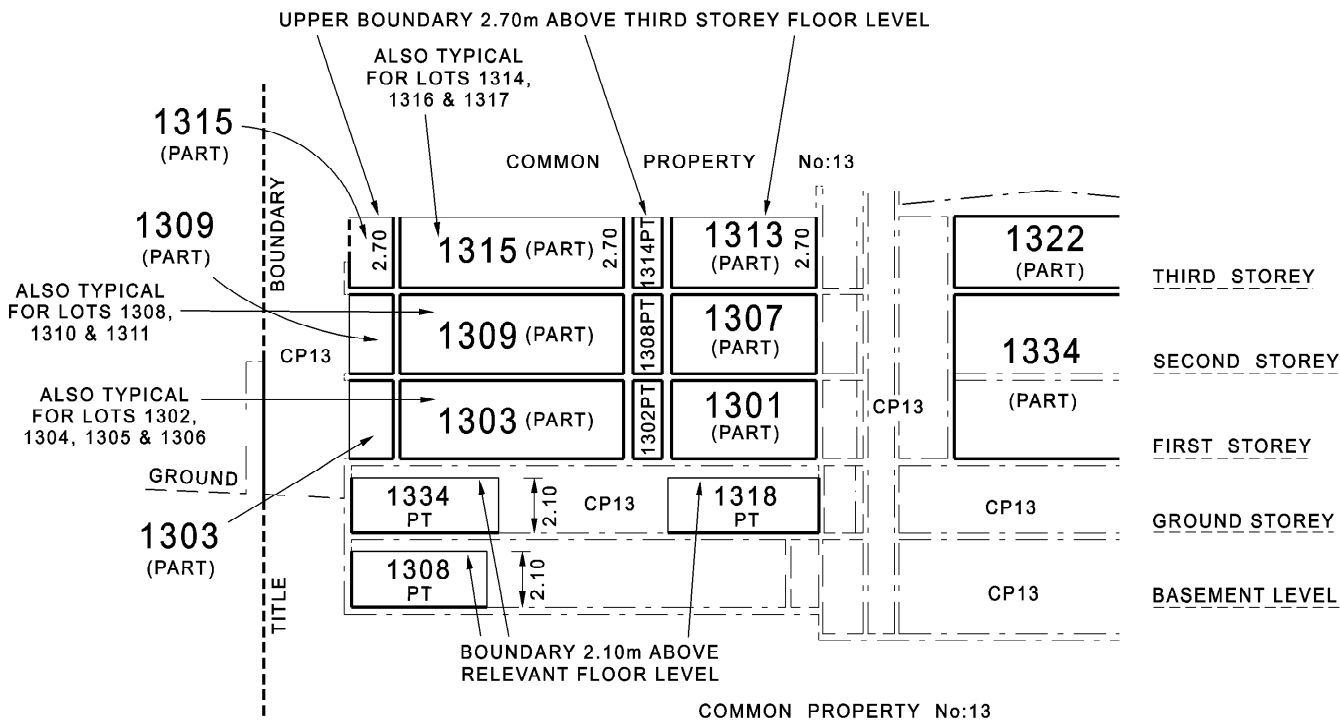 UPPER BOUNDARY 2.70m ABOVE THIRD STOREY FLOOR LEVEL
ALSO TYPICAL
FOR LOTS 1314,
1316 & 1317
1315
(PART)
COMMON PROPERTY No:13
BOUNDARY
1309
(PART)
2.70
1315 (PART)
2.70
1314PT
1313
(PART)
2.70
1322
(PART)
THIRD STOREY
ALSO TYPICAL
FOR LOTS 1308,
1310 & 1311
CP13
1309 (PART)
1308PT
1307
(PART)
1334
(PART)
SECOND STOREY
ALSO TYPICAL
FOR LOTS 1302,
1304, 1305 & 1306
1303 (PART)
1302PT
1301
(PART)
CP13
FIRST STOREY
GROUND
1334
PT
2.10
CP13
1318
PT
CP13
GROUND STOREY
1303
(PART)
1308
PT
2.10
CP13
BASEMENT LEVEL
TITLE
BOUNDARY 2.10m ABOVE
RELEVANT FLOOR LEVEL
COMMON PROPERTY No:13